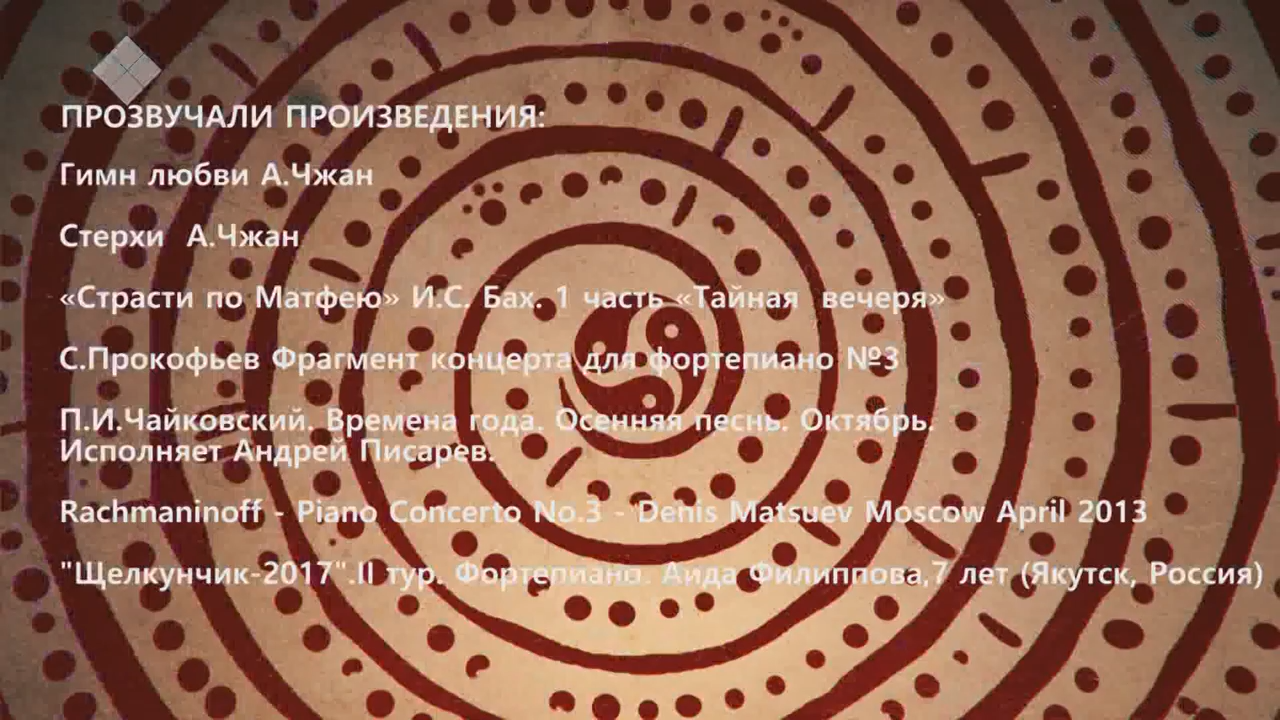 ПРОЗВУЧАЛИ ПРОИЗВЕДЕНИЯ:
Гимн любви А.Чжан
Стерхи  А.Чжан
«Страсти по Матфею» И.С. Бах. 1 часть «Тайная  вечеря»
С.Прокофьев Фрагмент концерта для фортепиано №3
П.И.Чайковский. Времена года. Осенняя песнь. Октябрь.
Исполняет Андрей Писарев.
Rachmaninoff - Piano Concerto No.3 - Denis Matsuev Moscow April 2013
"Щелкунчик-2017".II тур. Фортепиано. Аида Филиппова,7 лет (Якутск, Россия)